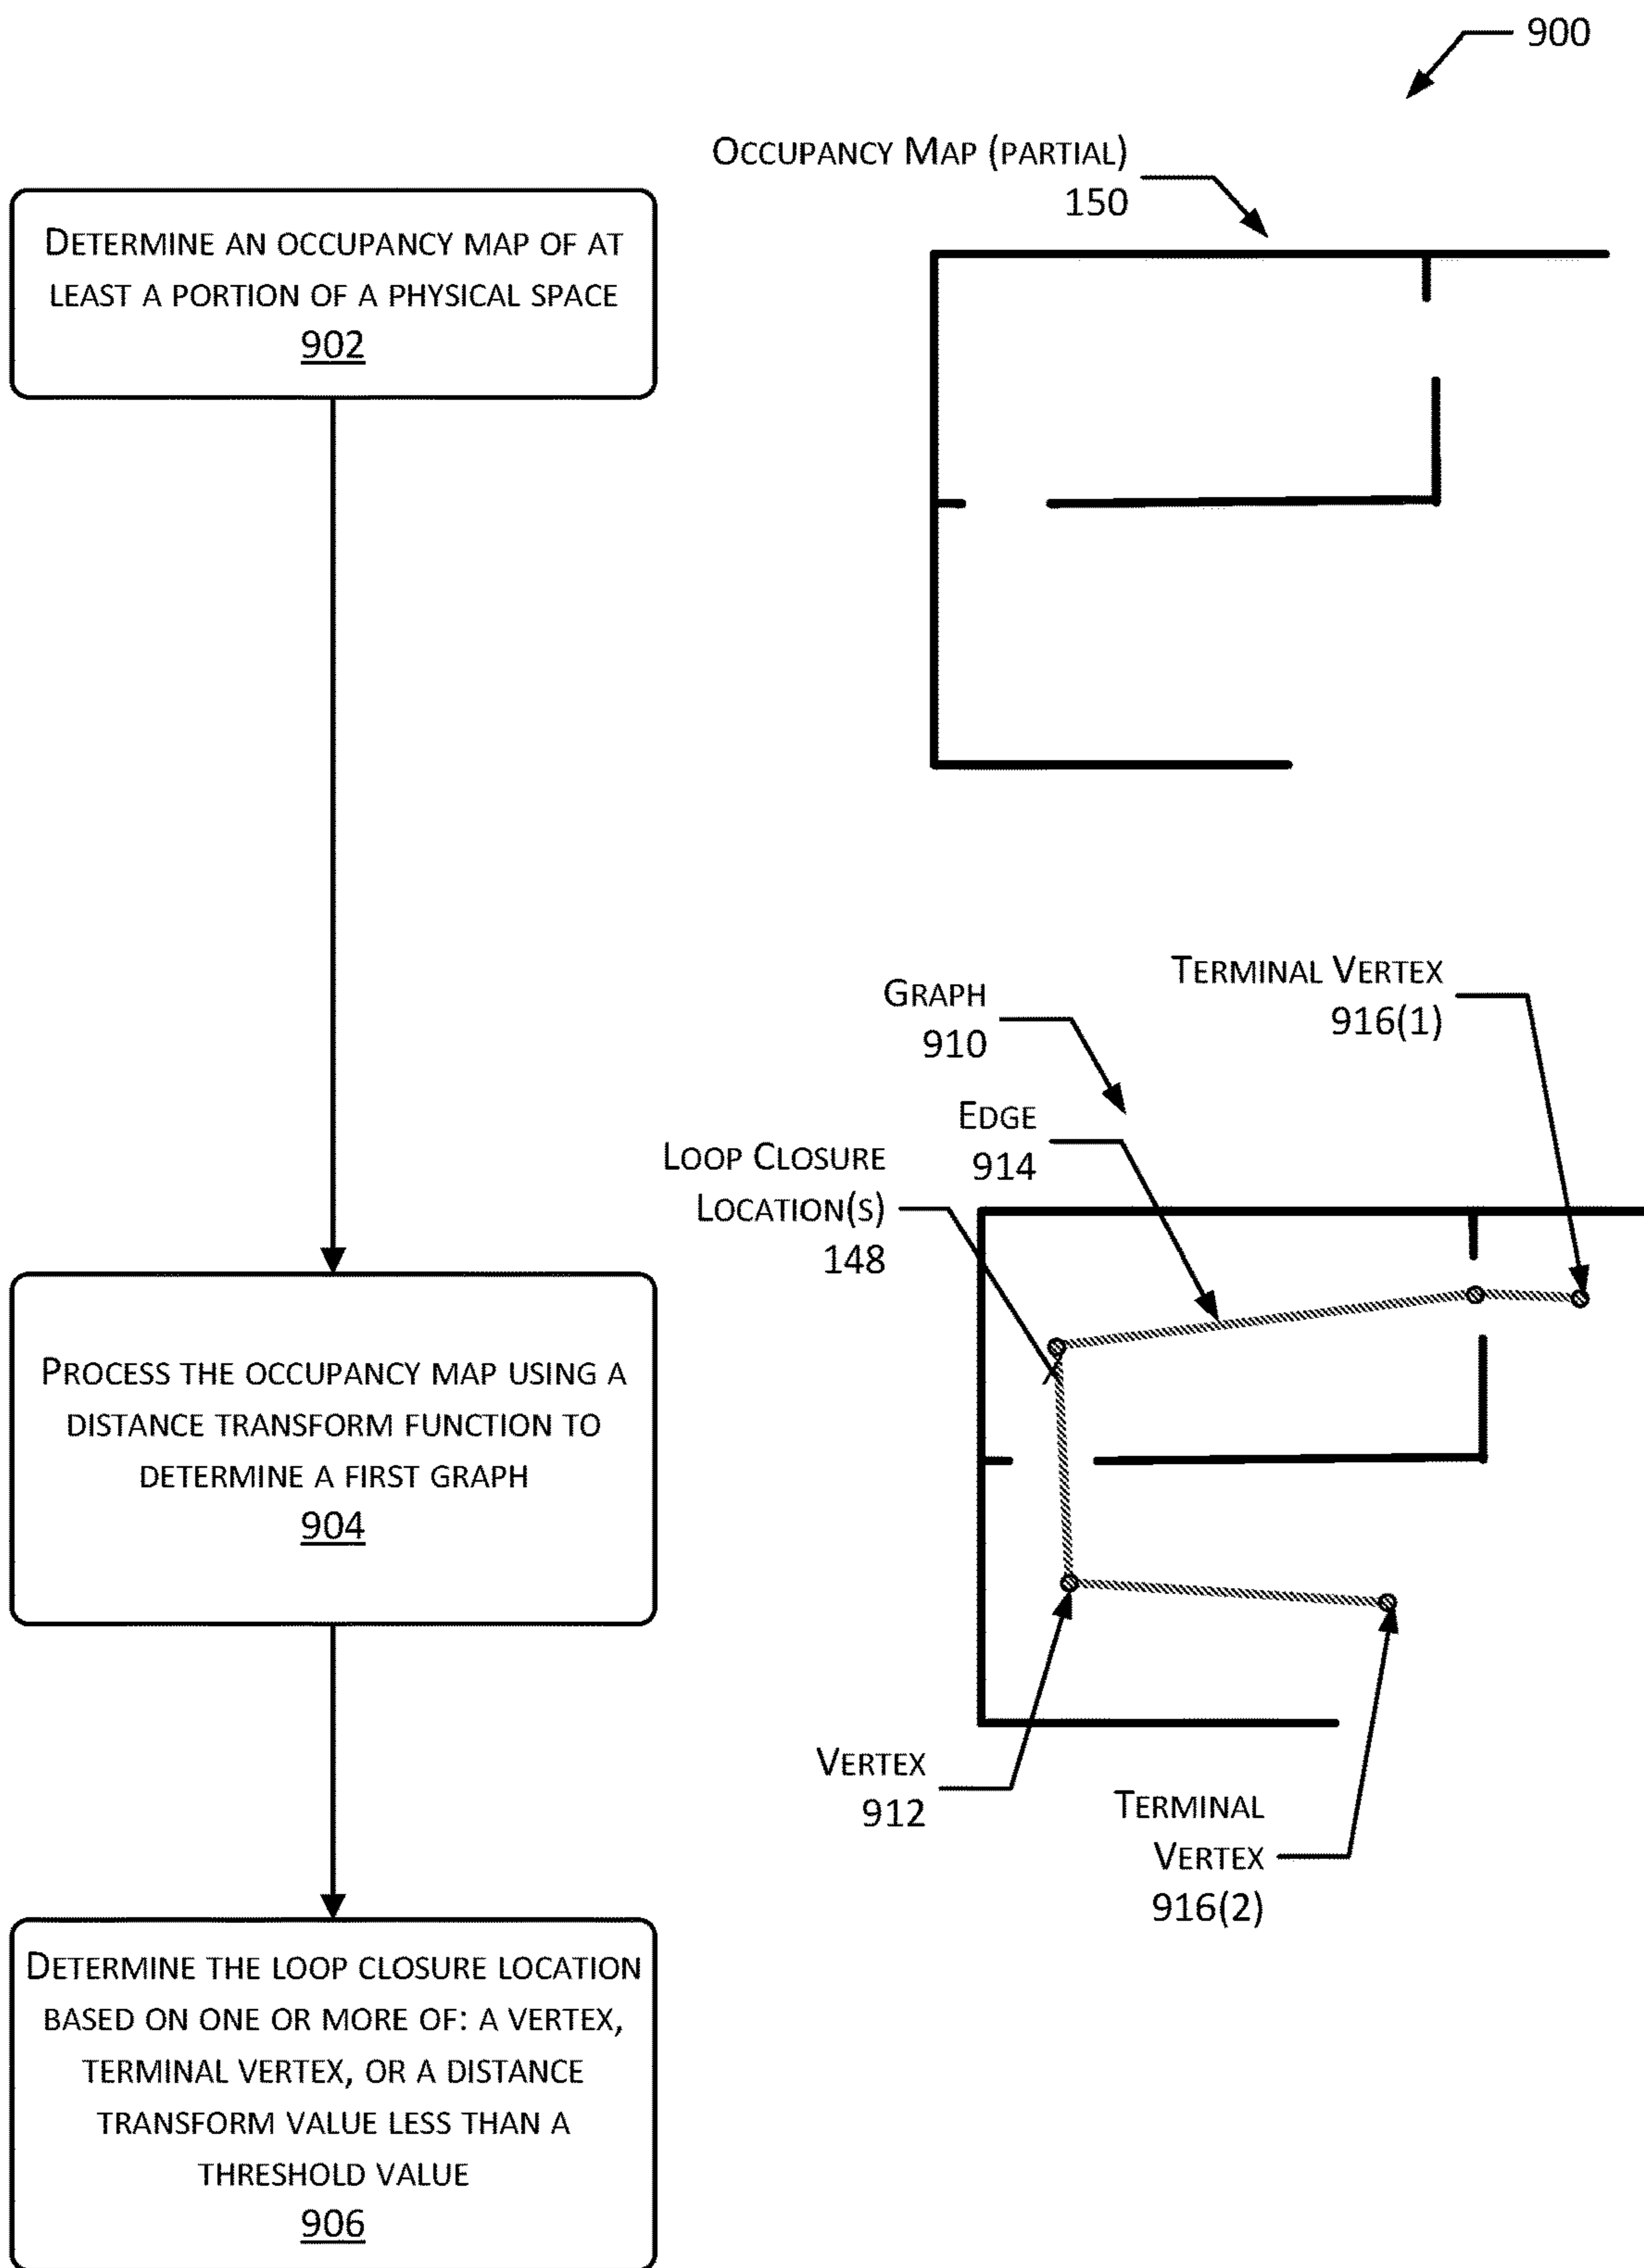 900
OCCUPANCY MAP (PARTIAL)
150
DETERMINE AN OCCUPANCY MAP OF AT
LEAST A PORTION OF A PHYSICAL SPACE
902
TERMINAL VERTEX
916(1)
GRAPH
910
EDGE
914
LOOP CLOSURE
LOCATION(S)
148
PROCESS THE OCCUPANCY MAP USING A
DISTANCE TRANSFORM FUNCTION TO
DETERMINE A FIRST GRAPH
904
VERTEX
912
TERMINAL
VERTEX
916(2)
DETERMINE THE LOOP CLOSURE LOCATION
BASED ON ONE OR MORE OF: A VERTEX,
TERMINAL VERTEX, OR A DISTANCE
TRANSFORM VALUE LESS THAN A
THRESHOLD VALUE
906